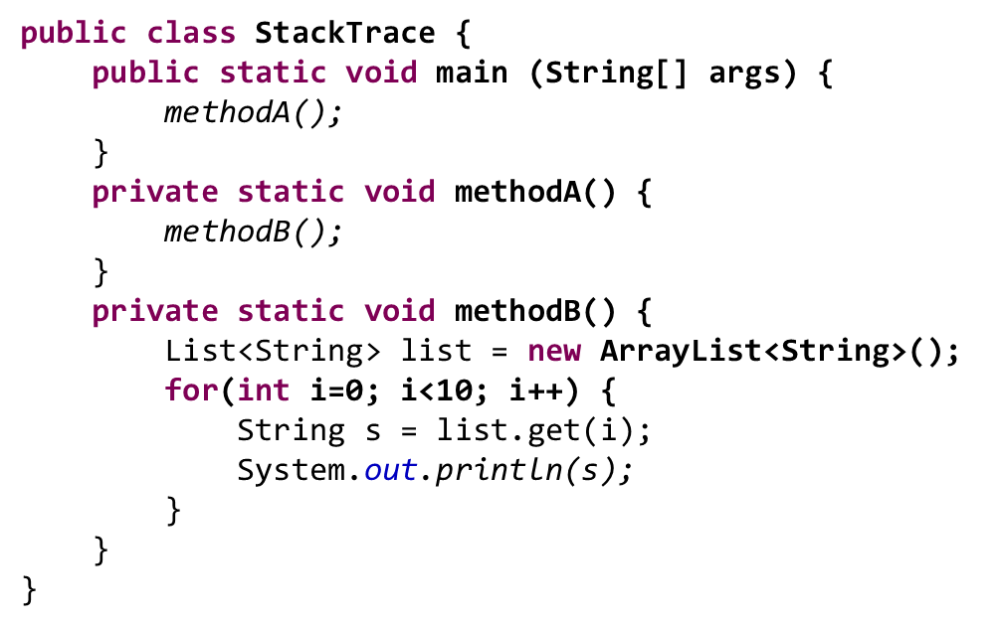 public class StackTrace {
    public static void main (String[] args) {
        methodA();
    }
    private static void methodA() {
        methodB();
    }
    private static void methodB() {
        List<String> list = new ArrayList<String>();
        for(int i=0; i<10; i++) {
            String s = list.get(i);
            System.out.println(s);
        }
    }
}